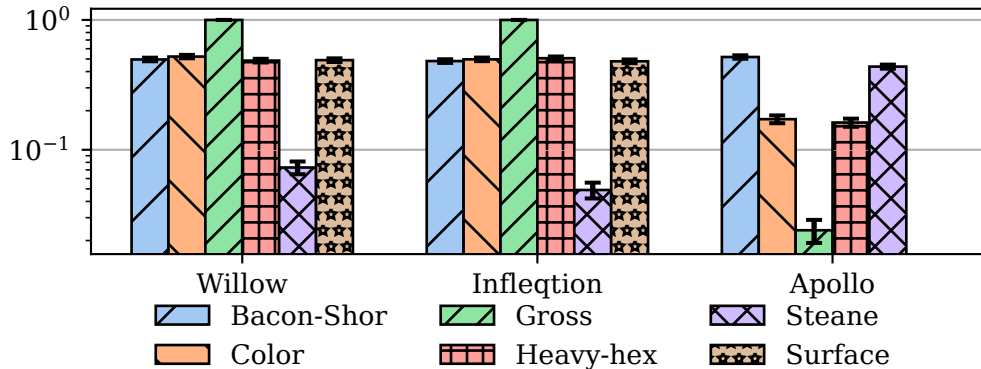 10^0
10^-1
Willow Infleqtion Apollo
Bacon-Shor Gross Steane
Color Heavy-hex Surface